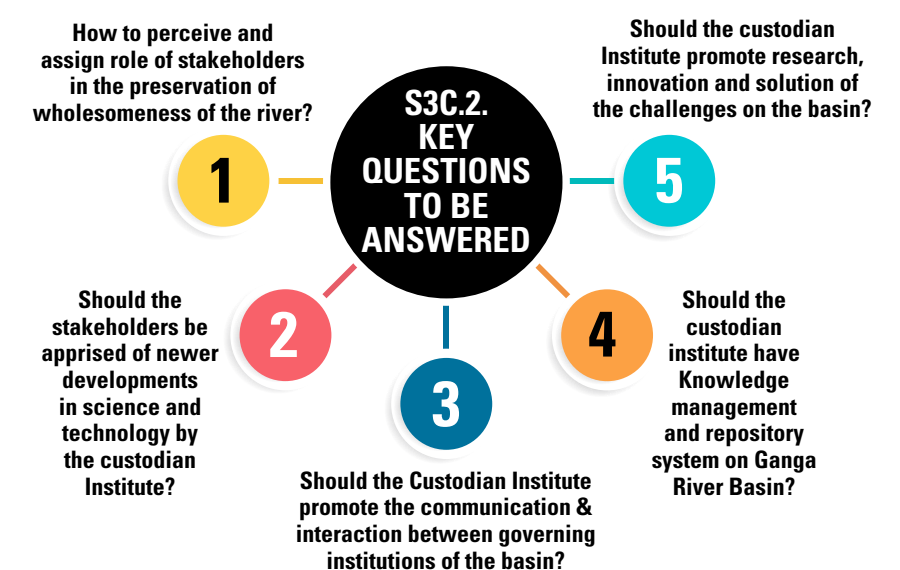 S3C.2.
KEY
QUESTIONS
TO BE
ANSWERED
How to perceive and
assign role of stakeholders
in the preservation of
wholesomeness of the river?
1
Should the
stakeholders be
apprised of newer
developments
in science and
technology by
the custodian
Institute?
2
3
Should the Custodian Institute
promote the communication &
interaction between governing
institutions of the basin?
4
Should the
custodian
institute have
Knowledge
management
and repository
system on Ganga
River Basin?
Should the custodian
Institute promote research,
innovation and solution of
the challenges on the basin?
5